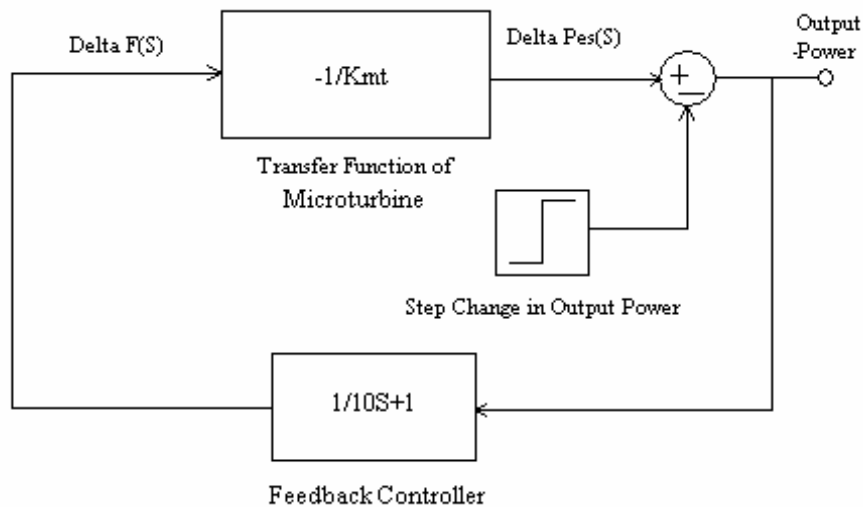 Output
-Power
Delta F(S)
Delta Pes(S)
-1/Kmt
+
Transfer Function of
Microturbine
Step Change in Output Power
1/10S+1
Feedback Controller